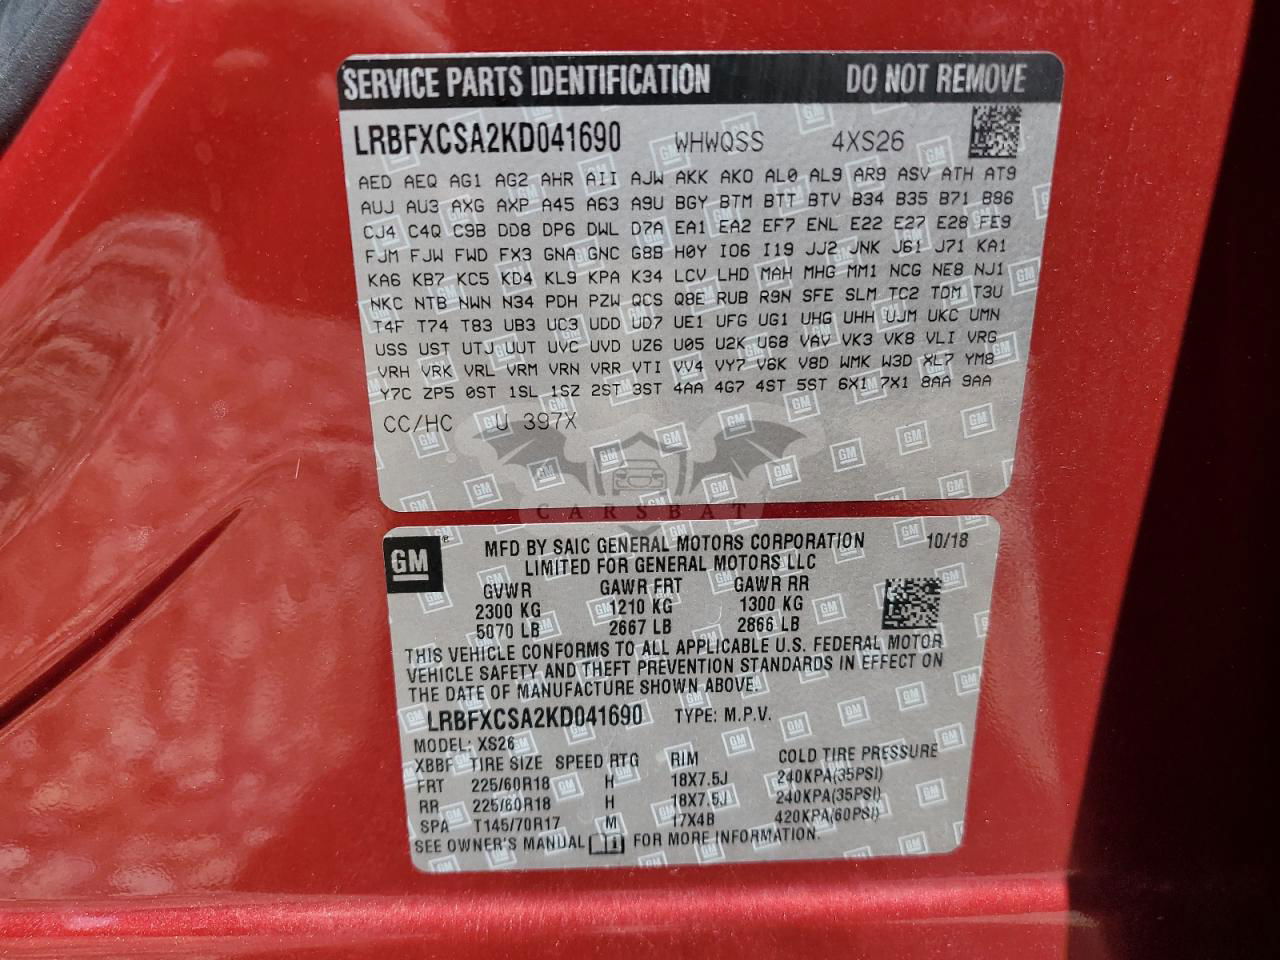 SERVICE PARTS IDENTIFICATION DO NOT REMOVE
LRBFXCSA2KD041690 WHWQSS 4XS26
AED AEQ AG1 AG2 AHR AII AJW AKK AKO AL0 AL9 AR9 ASV ATH AT9
AUJ AU3 AXG AXP A45 A63 A9U BGY BTM BTT BTV B34 B35 B71 B86
CJ4 C4Q C9B DD8 DP6 DWL D7A EA1 EA2 EF7 ENL E22 E27 E28 FE9
FJM FJW FWD FX3 GNA GNC G8B H0Y IO6 I19 JJ2 JNK J61 J71 KA1
KA6 KB7 KC5 KD4 KL9 KPA K34 LCV LHD MAH MHG MM1 NCG NE8 NJ1
NKC NTB NWN N34 PDH PZW QCS Q8E RUB R9N SFE SLM TC2 TDM T3U
T4F T74 T83 UB3 UC3 UDD UD7 UE1 UFG UG1 UHG UHH UJM UKC UMN
USS UST UTJ UUT UVC UVD UZ6 U05 U2K U68 VAV VK3 VK8 VLI VRG
VRH VRK VRL VRM VRN VRR VTI VV4 VY7 V6K V8D WMK W3D XL7 YM8
Y7C ZP5 0ST 1SL 1SZ 2ST 3ST 4AA 4G7 4ST 5ST 6X1 7X1 8AA 9AA
CC/HC U 397X
CARSBAT
GM® MFD BY SAIC GENERAL MOTORS CORPORATION 10/18
LIMITED FOR GENERAL MOTORS LLC
GVWR GAWR FRT GAWR RR
2300 KG 1210 KG 1300 KG
5070 LB 2667 LB 2866 LB
THIS VEHICLE CONFORMS TO ALL APPLICABLE U.S. FEDERAL MOTOR
VEHICLE SAFETY AND THEFT PREVENTION STANDARDS IN EFFECT ON
THE DATE OF MANUFACTURE SHOWN ABOVE.
LRBFXCSA2KD041690 TYPE: M.P.V.
MODEL: XS26
XBBF TIRE SIZE SPEED RTG RIM COLD TIRE PRESSURE
FRT 225/60R18 H 18X7.5J 240KPA(35PSI)
RR 225/60R18 H 18X7.5J 240KPA(35PSI)
SPA T145/70R17 M 17X4B 420KPA(60PSI)
SEE OWNER'S MANUAL FOR MORE INFORMATION.